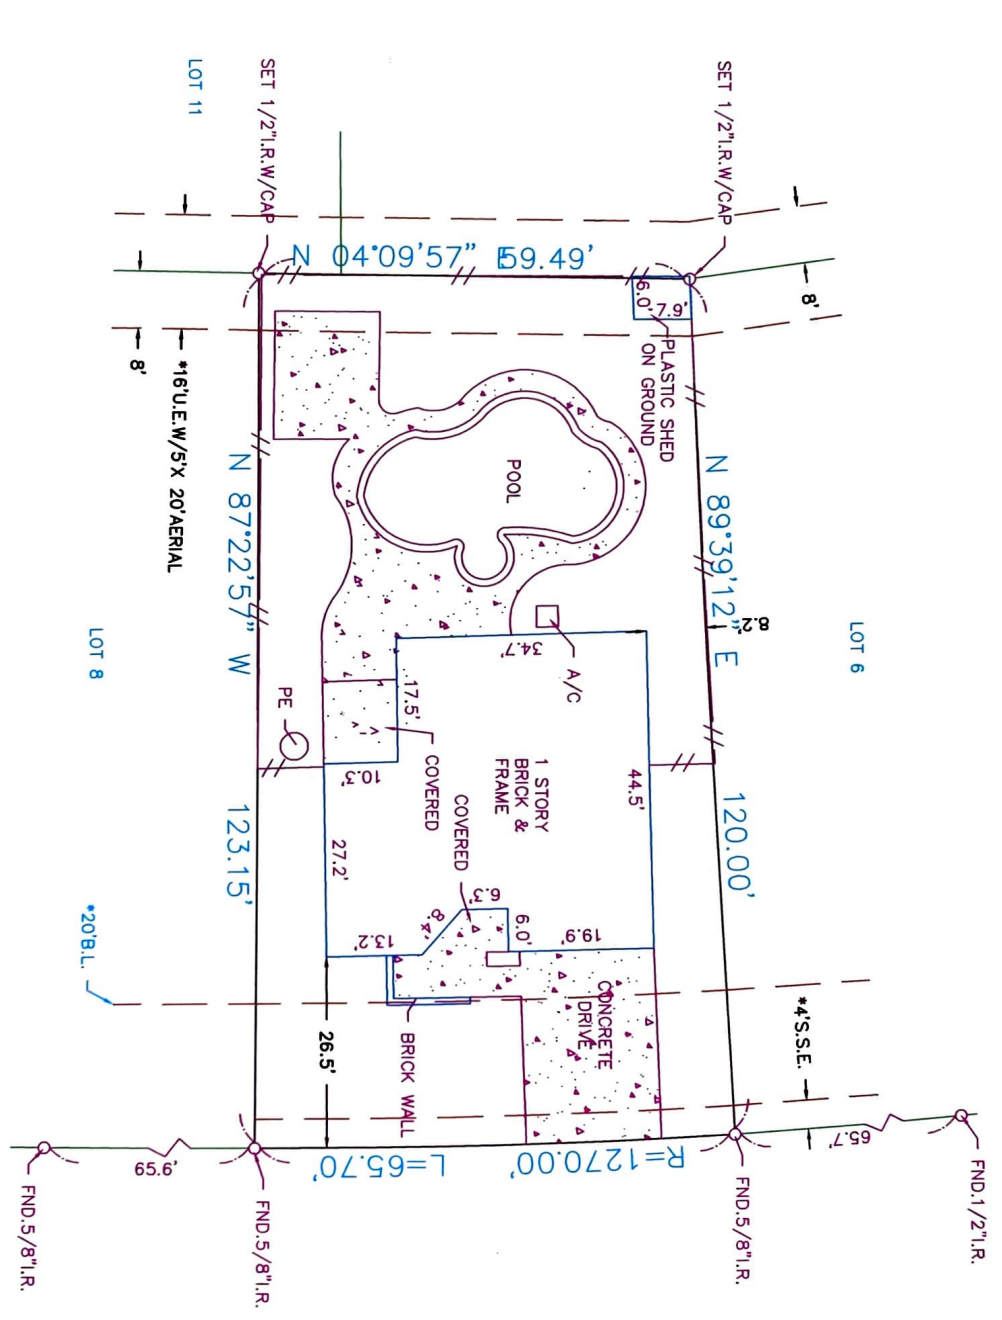 LOT 11
SET 1/2"I.R.W/CAP
SET 1/2"I.R.W/CAP
N 04°09'57" E
59.49'
8'
8'
6.0'
7.6'
PLASTIC SHED
ON GROUND
*16'U.E.W/5'X 20'AERIAL
POOL
N 89°39'12" E
120.00'
8.2'
N 87°22'57" W
123.15'
LOT 6
LOT 8
A/C
34.7'
17.5'
PE
COVERED
10.3'
1 STORY
BRICK &
FRAME
44.5'
COVERED
27.2'
6.3'
6.0'
8.4'
13.2'
19.9'
*20'B.L.
CONCRETE
DRIVE
*4'S.S.E.
26.5'
BRICK WALL
R=1270.00'
L=65.70'
65.7'
65.6'
FND.1/2"I.R.
FND.5/8"I.R.
FND.5/8"I.R.
FND.5/8"I.R.